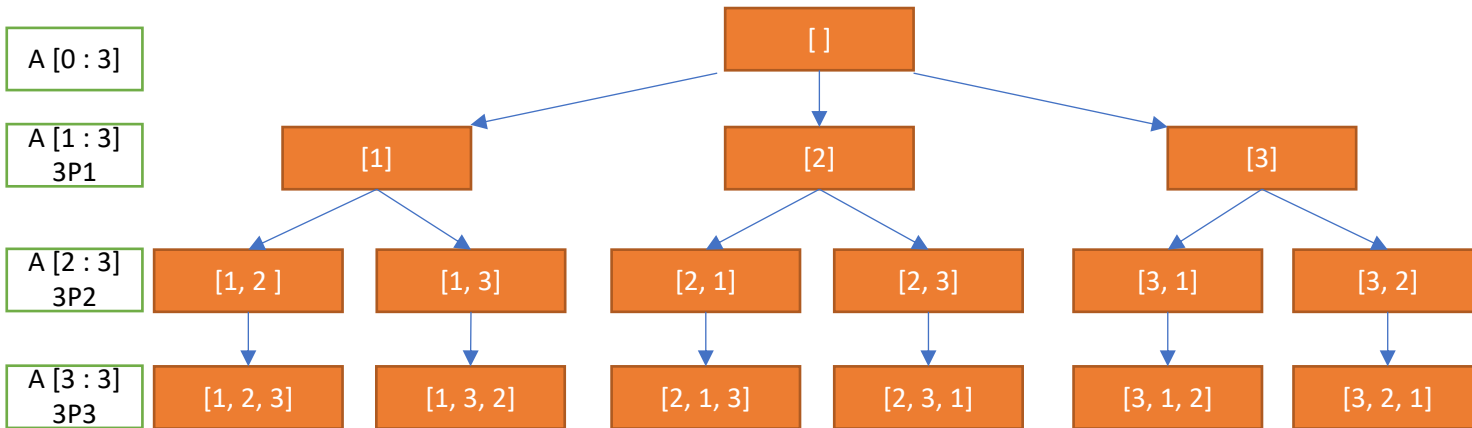 A [0 : 3]
[ ]
A [1 : 3]
3P1
[1]
[2]
[3]
A [2 : 3]
3P2
[1, 2 ]
[1, 3]
[2, 1]
[2, 3]
[3, 1]
[3, 2]
A [3 : 3]
3P3
[1, 2, 3]
[1, 3, 2]
[2, 1, 3]
[2, 3, 1]
[3, 1, 2]
[3, 2, 1]